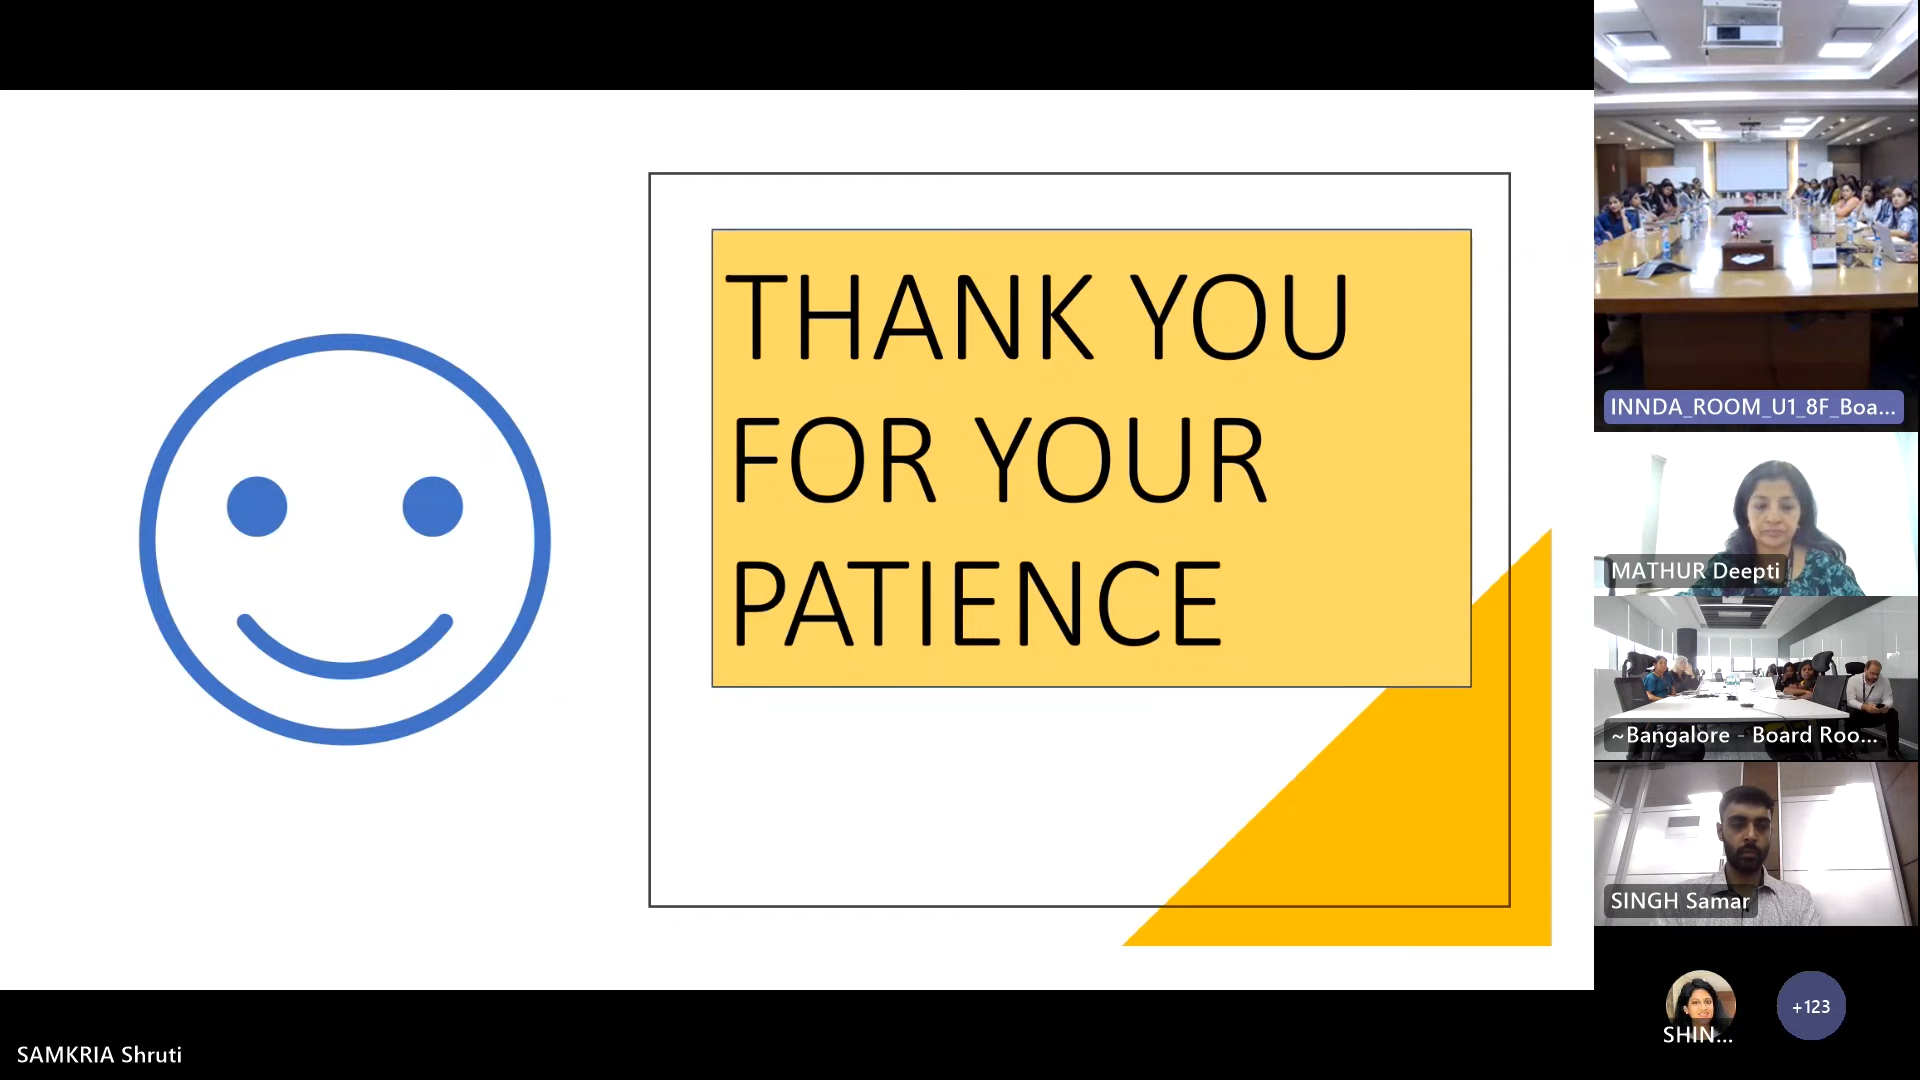 THANK YOU
FOR YOUR
PATIENCE
INNDA_ROOM_U1_8F_Boa...
MATHUR Deepti
~Bangalore - Board Roo...
SINGH Samar
SHIN...
+123
SAMKRIA Shruti